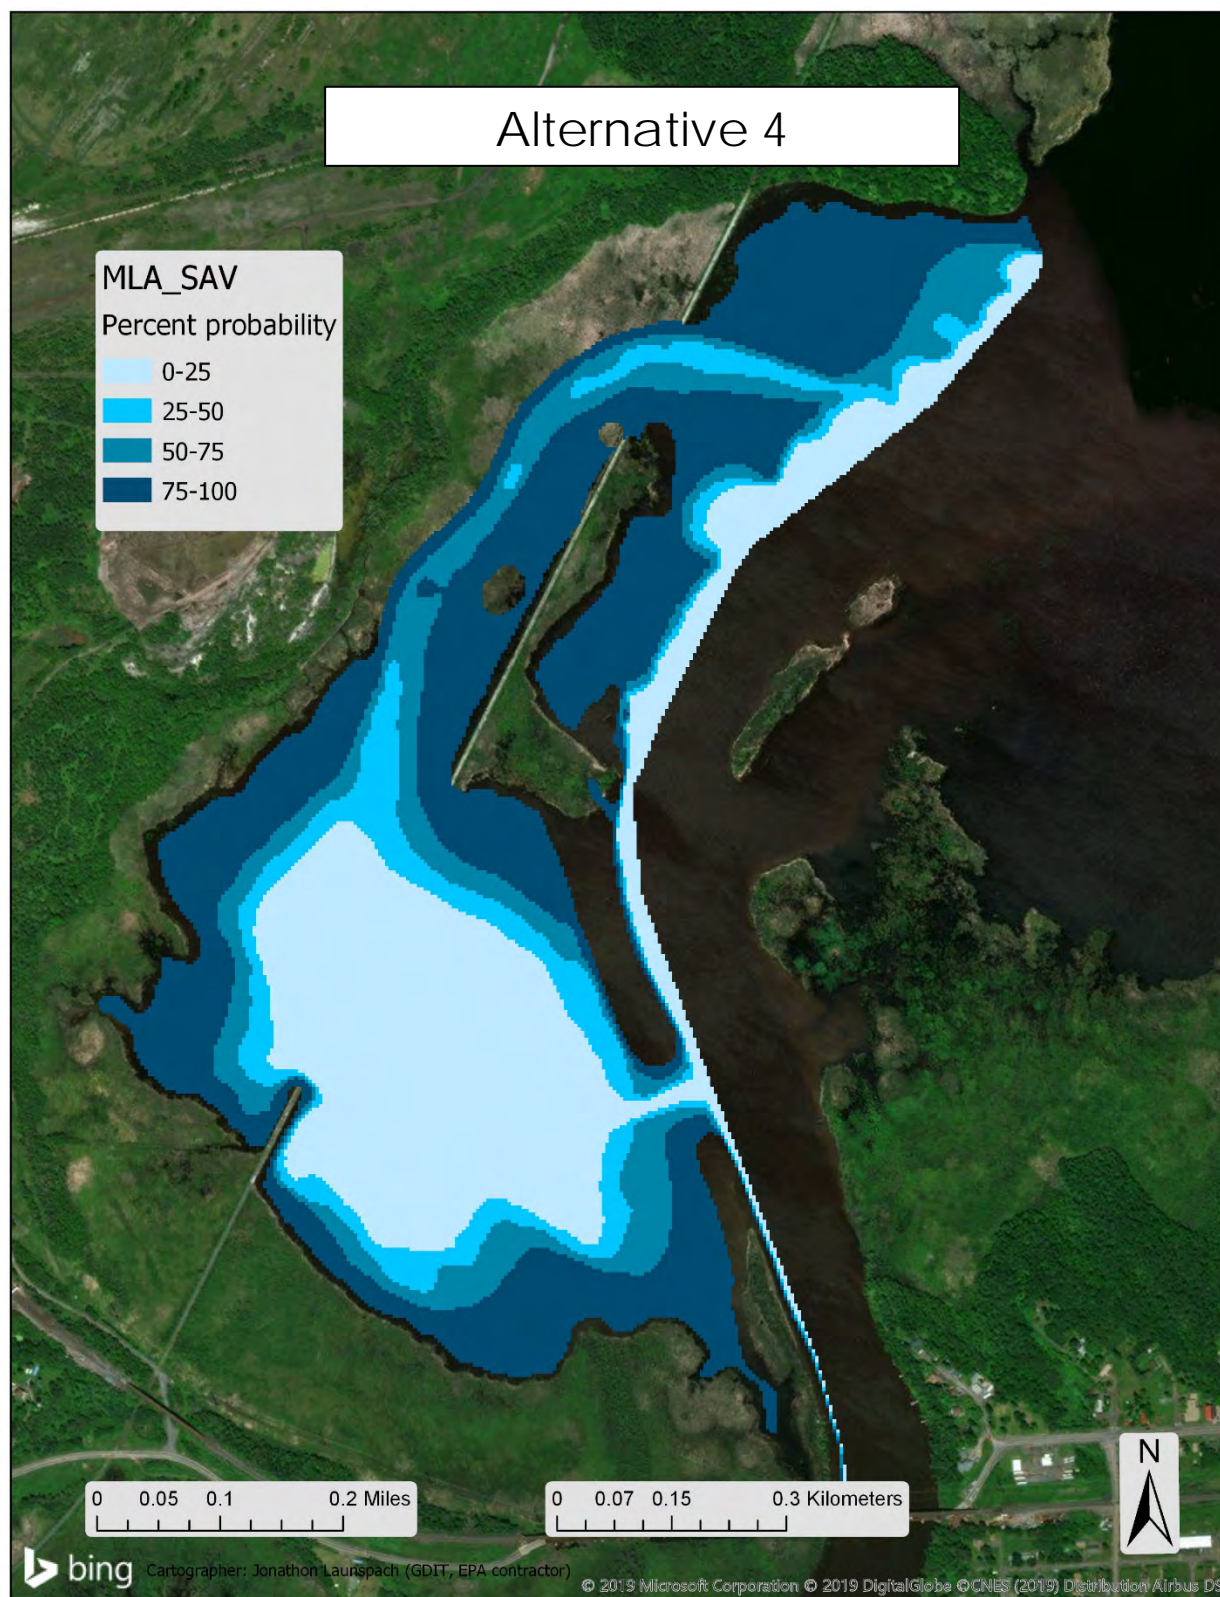 Alternative 4
MLA_SAV
Percent probability
0-25
25-50
50-75
75-100
0 0.05 0.1 0.2 Miles
0 0.07 0.15 0.3 Kilometers
N
bing
Cartographer: Jonathon Launspach (GDIT, EPA contractor)
© 2019 Microsoft Corporation © 2019 DigitalGlobe ©CNES (2019) Distribution Airbus DS